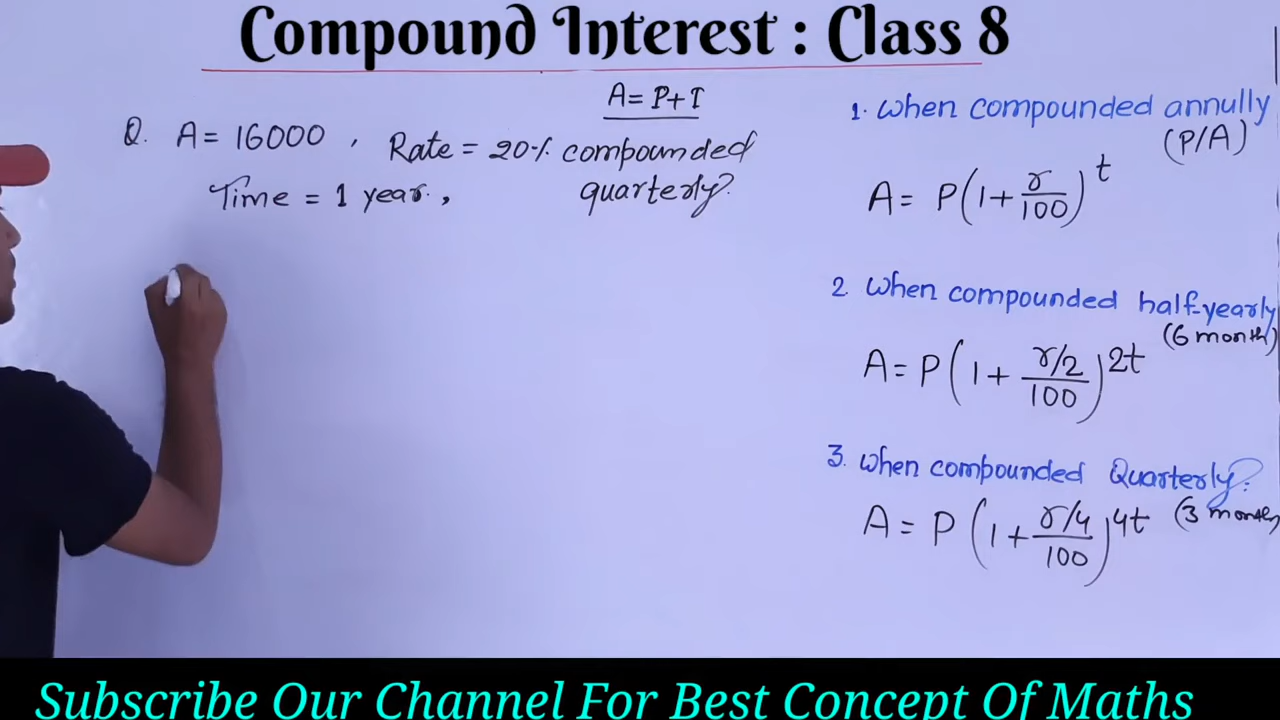 Compound Interest : Class 8
A= P+I
Q. A= 16000 , Rate = 20% compounded
Time = 1 year. , quarterly?
1. when compounded annully
(P/A)
A= P(1+r/100)^t
2. when compounded half-yearly
(6 month)
A= P(1+ r/2/100)^2t
3. when compounded Quarterly?
(3 month)
A= P(1+r/4/100)^4t
Subscribe Our Channel For Best Concept Of Maths